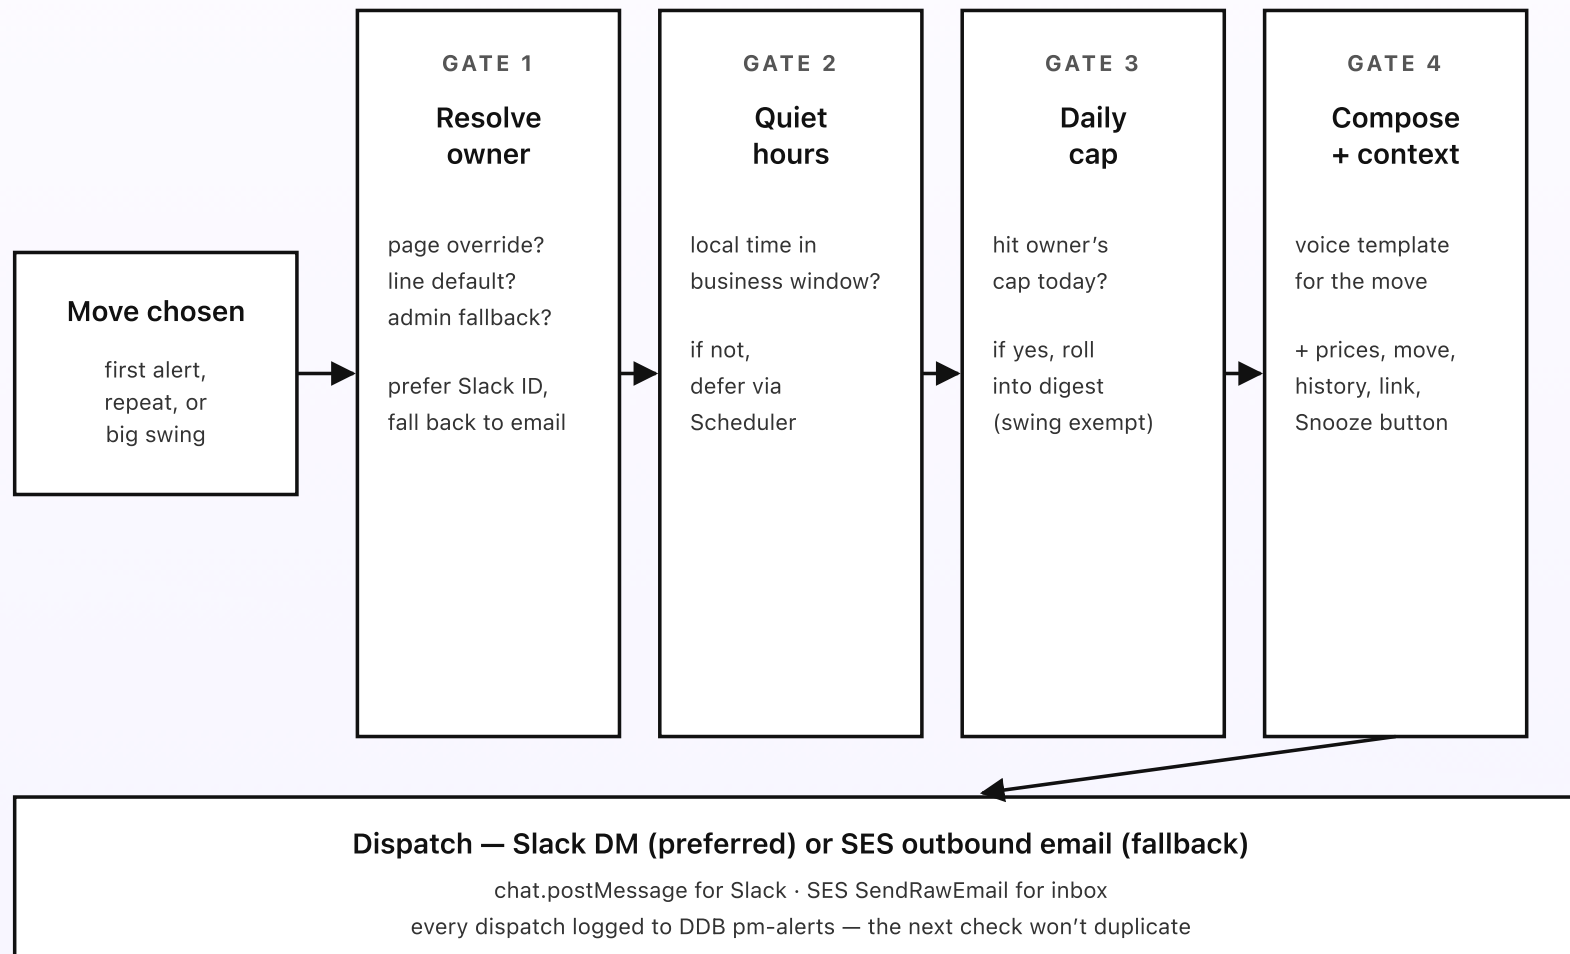 Move chosen
first alert,
repeat, or
big swing
GATE 1
Resolve
owner
page override?
line default?
admin fallback?
prefer Slack ID,
fall back to email
GATE 2
Quiet
hours
local time in
business window?
if not,
defer via
Scheduler
GATE 3
Daily
cap
hit owner’s
cap today?
if yes, roll
into digest
(swing exempt)
GATE 4
Compose
+ context
voice template
for the move
+ prices, move,
history, link,
Snooze button
Dispatch — Slack DM (preferred) or SES outbound email (fallback)
chat.postMessage for Slack · SES SendRawEmail for inbox
every dispatch logged to DDB pm-alerts — the next check won’t duplicate